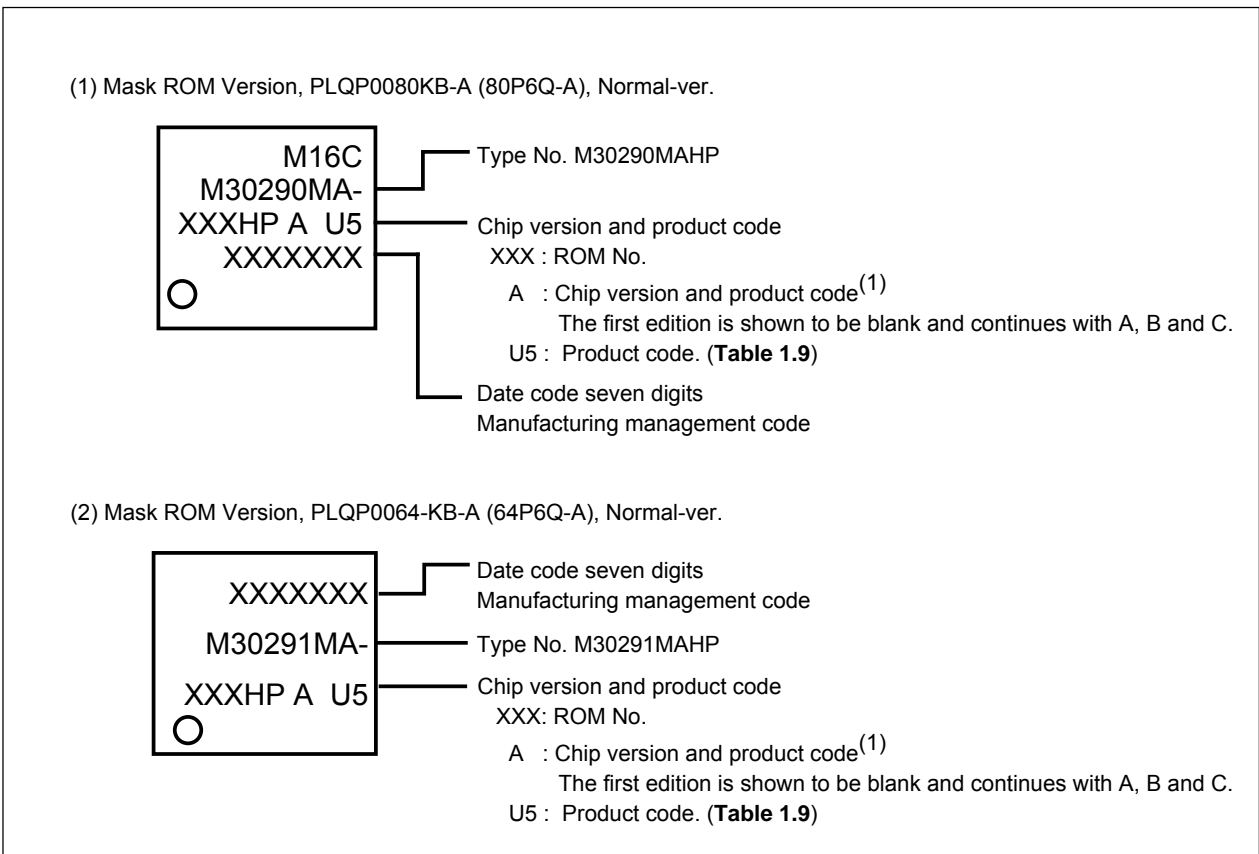 (1) Mask ROM Version, PLQP0080KB-A (80P6Q-A), Normal-ver.
M16C
M30290MA-
XXXHP A U5
XXXXXXX
Type No. M30290MAHP
Chip version and product code
XXX : ROM No.
A : Chip version and product code(1)
The first edition is shown to be blank and continues with A, B and C.
U5 : Product code. (Table 1.9)
Date code seven digits
Manufacturing management code
(2) Mask ROM Version, PLQP0064-KB-A (64P6Q-A), Normal-ver.
XXXXXXX
M30291MA-
XXXHP A U5
Date code seven digits
Manufacturing management code
Type No. M30291MAHP
Chip version and product code
XXX: ROM No.
A : Chip version and product code(1)
The first edition is shown to be blank and continues with A, B and C.
U5 : Product code. (Table 1.9)